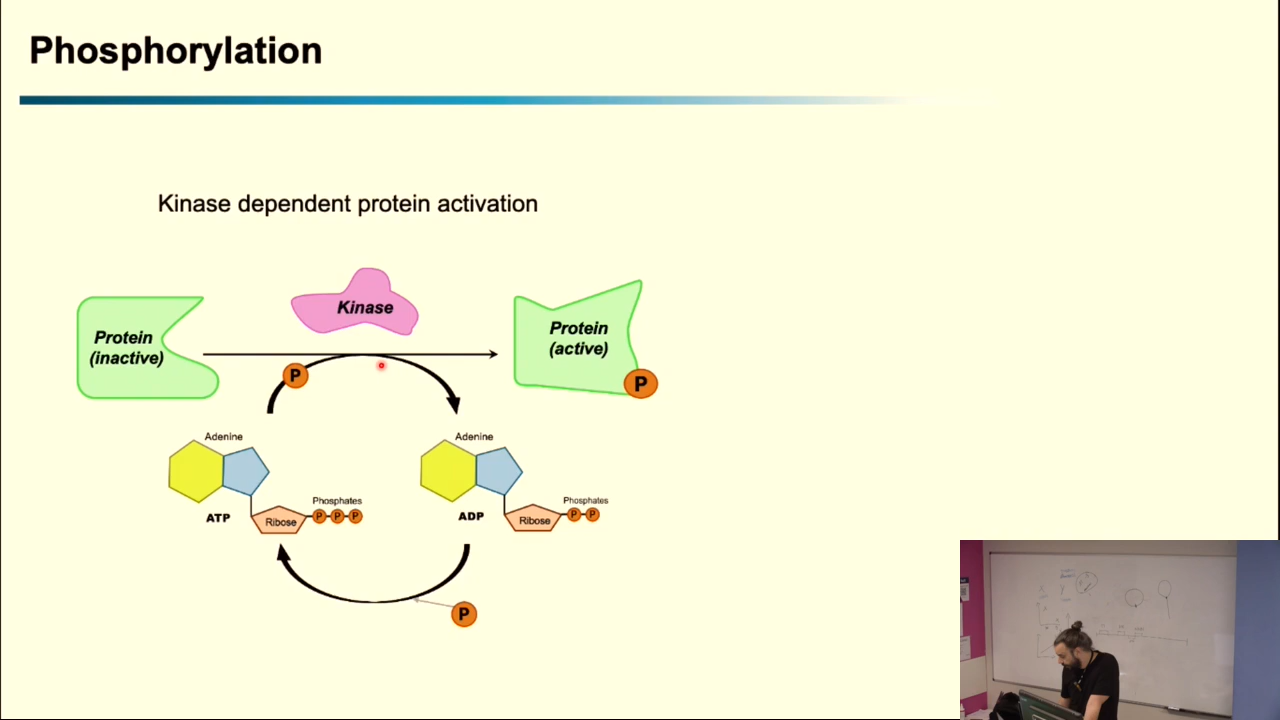 Phosphorylation
Kinase dependent protein activation
Kinase
Protein
(inactive)
Protein
(active)
P
P
Adenine
Adenine
Phosphates
Phosphates
ATP
Ribose
P P P
ADP
Ribose
P P
P